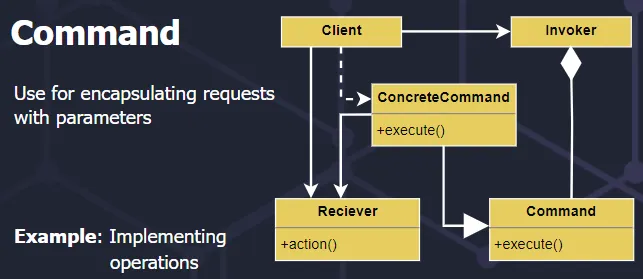 Command
Use for encapsulating requests
with parameters
Example: Implementing
operations
Client
Invoker
ConcreteCommand
+execute()
Reciever
+action()
Command
+execute()